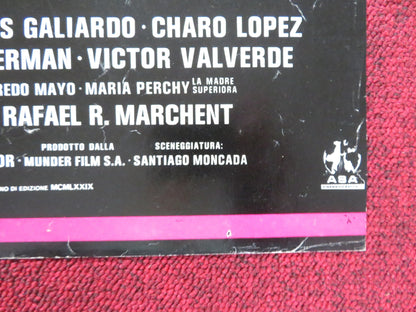 S GALIARDO · CHARO LOPEZ
ERMAN · VICTOR VALVERDE
REDO MAYO · MARIA PERCHY LA MADRE SUPERIORA
RAFAEL R. MARCHENT
PRODOTTO DALLA SCENEGGIATURA:
OR · MUNDER FILM S.A. · SANTIAGO MONCADA
NO DI EDIZIONE MCMLXXIX
ABA